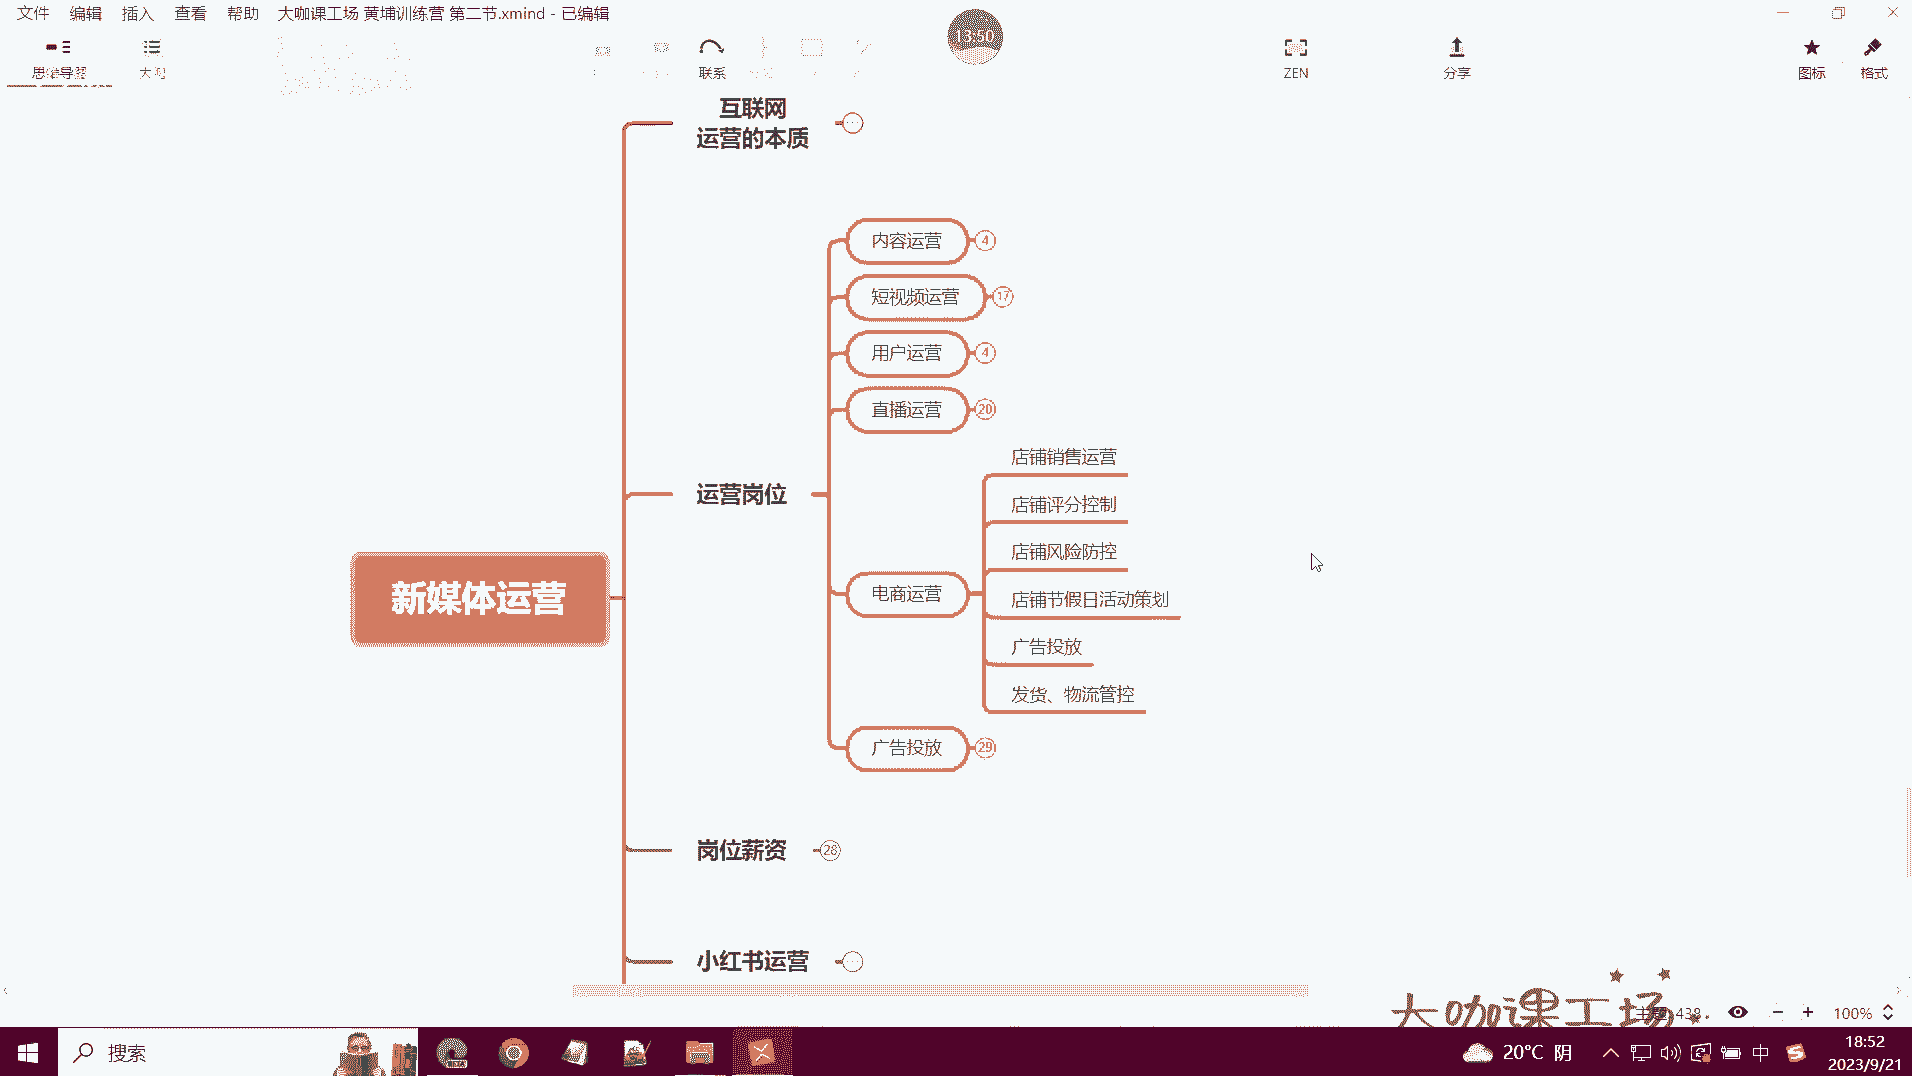 文件 编辑 插入 查看 帮助 大咖课工场 黄埔训练营 第二节.xmind - 已编辑
13:50
思维导图
联系
ZEN
分享
图标
格式
互联网
运营的本质
内容运营 4
短视频运营 17
用户运营 4
直播运营 20
店铺销售运营
店铺评分控制
运营岗位
店铺风险防控
电商运营
店铺节假日活动策划
新媒体运营
广告投放
发货、物流管控
广告投放 29
岗位薪资 28
小红书运营
大咖课工场
主题: 438
100%
搜索
20°C 阴
中
18:52
2023/9/21